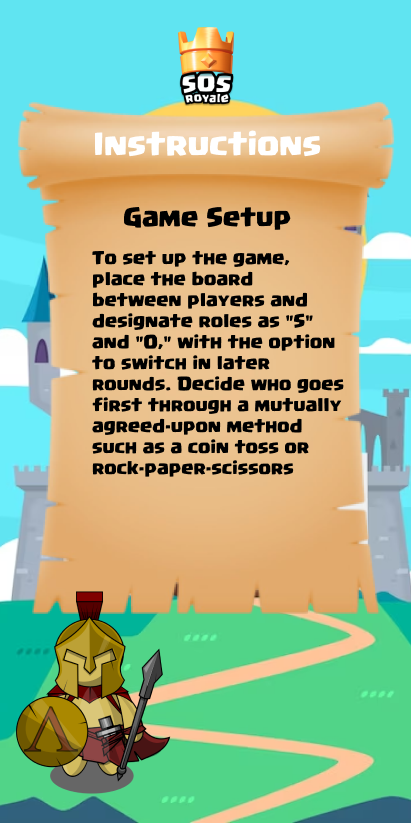 SOS
Royale
Instructions
Game Setup
To set up the game,
place the board
between players and
designate roles as "S"
and "O," with the option
to switch in later
rounds. Decide who goes
first through a mutually
agreed-upon method
such as a coin toss or
rock-paper-scissors
Λ